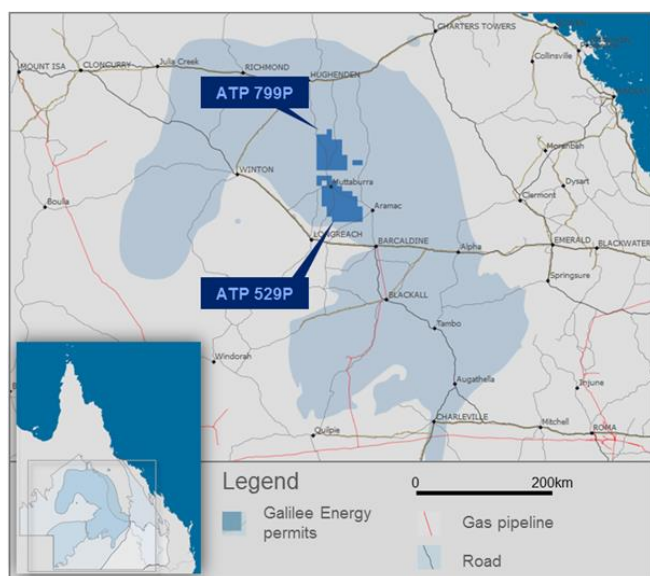 CHARTERS TOWERS
Collinsville
MOUNT ISA
CLONCURRY
Julia Creek
RICHMOND
HUGHENDEN
ATP 799P
Moranbah
WINTON
Muttaburra
Dysart
Boulia
Aramac
Clermont
LONGREACH
BARCALDINE
Alpha
EMERALD
BLACKWATER
ATP 529P
Springsure
BLACKALL
Tambo
Windorah
Augathella
Injune
CHARLEVILLE
Mitchell
Quilpie
ROMA
Legend
0
200km
Galilee Energy
permits
Gas pipeline
Road